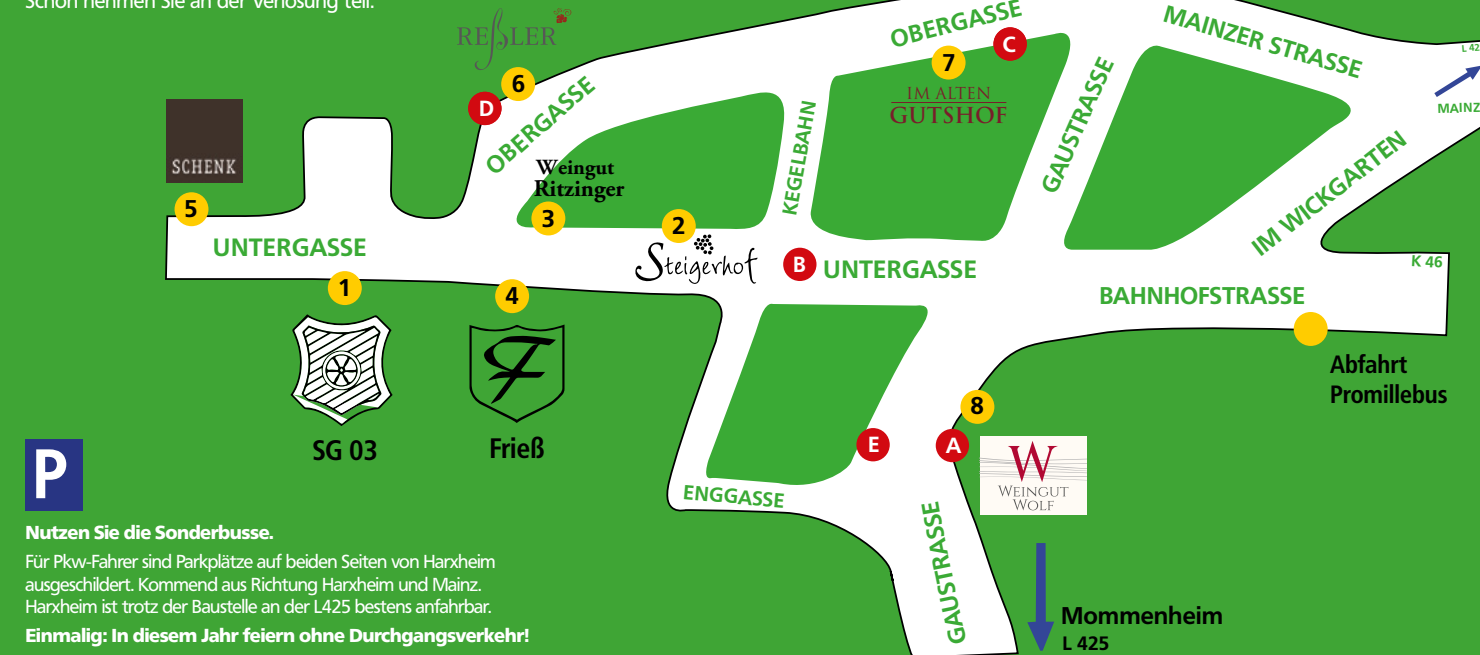 Schon nehmen Sie an der Verlosung teil.
REßLER
OBERGASSE
C
MAINZER STRASSE
7
IM ALTEN
GUTSHOF
6
D
OBERGASSE
GAUSTRASSE
MAINZ
SCHENK
KEGELBAHN
IM WICKGARTEN
Weingut
Ritzinger
5
3
2
UNTERGASSE
Steigerhof
B
UNTERGASSE
K 46
1
4
BAHNHOFSTRASSE
Abfahrt
Promillebus
F
SG 03
Frieß
8
E
A
W
WEINGUT
WOLF
P
ENGGASSE
GAUSTRASSE
Nutzen Sie die Sonderbusse.
Für Pkw-Fahrer sind Parkplätze auf beiden Seiten von Harxheim
ausgeschildert. Kommend aus Richtung Harxheim und Mainz.
Harxheim ist trotz der Baustelle an der L425 bestens anfahrbar.
Einmalig: In diesem Jahr feiern ohne Durchgangsverkehr!
Mommenheim
L 425